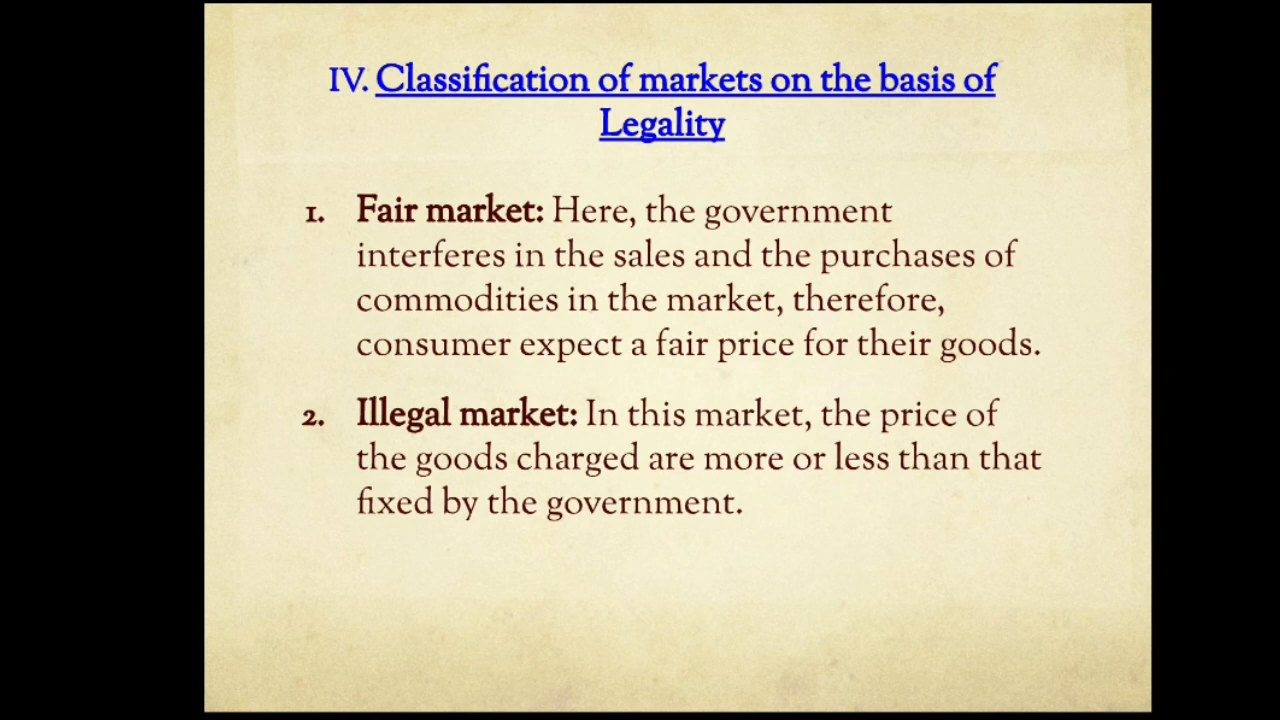 IV. Classification of markets on the basis of
Legality
1. Fair market: Here, the government
interferes in the sales and the purchases of
commodities in the market, therefore,
consumer expect a fair price for their goods.
2. Illegal market: In this market, the price of
the goods charged are more or less than that
fixed by the government.